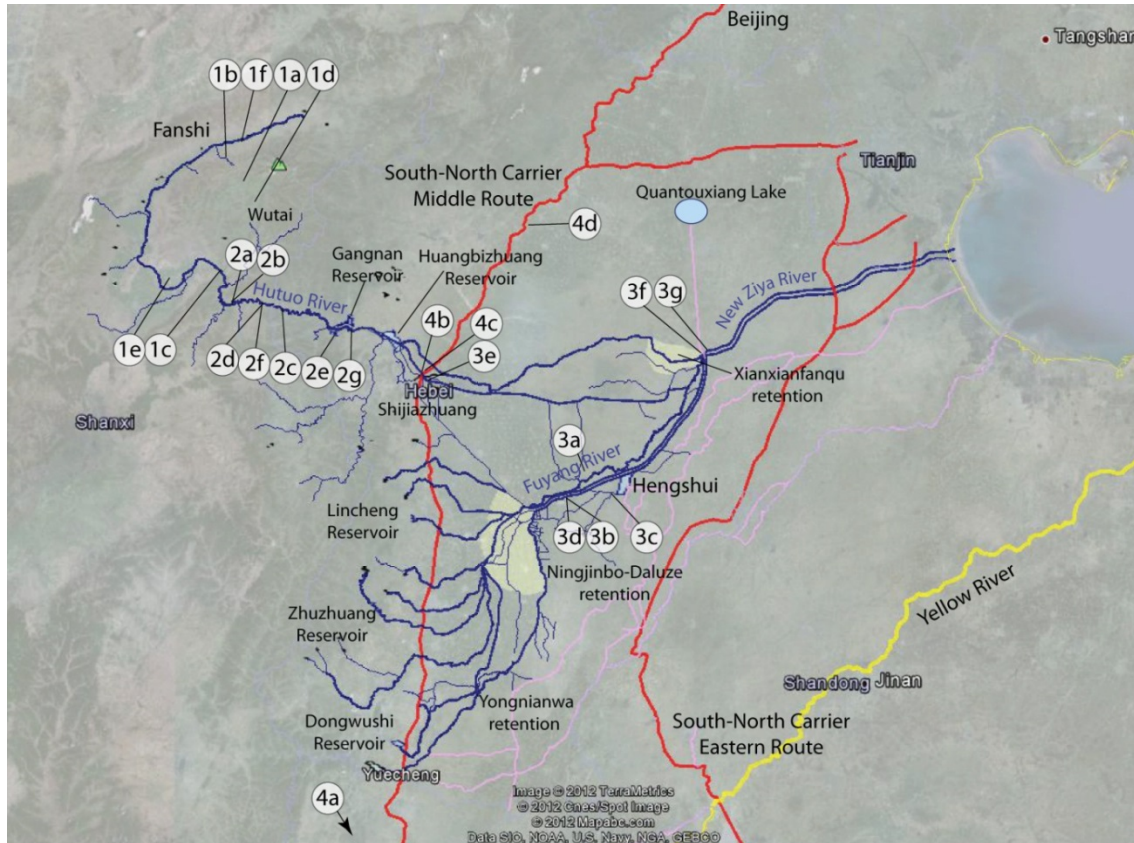 Beijing
Tangshan
1b
1f
1a
1d
Fanshi
Tianjin
South-North Carrier
Middle Route
Quantouxiang Lake
Wutai
4d
2a
2b
Gangnan
Reservoir
Huangbizhuang
Reservoir
Hutuo River
3f
3g
New Ziya River
4b
4c
1e
1c
2d
2f
2c
2e
2g
3e
Xianxianfanqu
retention
Hebei
Shijiazhuang
Shanxi
3a
Fuyang River
Hengshui
Lincheng
Reservoir
3d
3b
3c
Ningjinbo-Daluze
retention
Yellow River
Zhuzhuang
Reservoir
Shandong
Jinan
Yongnianwa
retention
South-North Carrier
Eastern Route
Dongwushi
Reservoir
Yuecheng
4a
Image © 2012 TerraMetrics
© 2012 Cnes/Spot Image
© 2012 Mapabc.com
Data SIO, NOAA, U.S. Navy, NGA, GEBCO